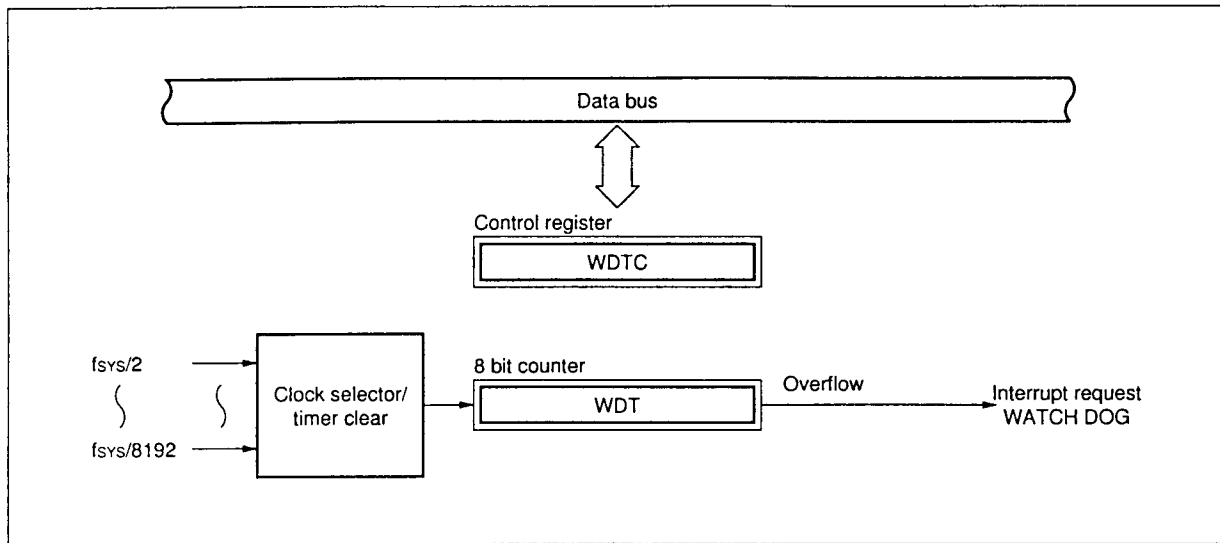 Data bus
Control register
WDTC
fSYS/2
fSYS/8192
Clock selector/
timer clear
8 bit counter
WDT
Overflow
Interrupt request
WATCH DOG